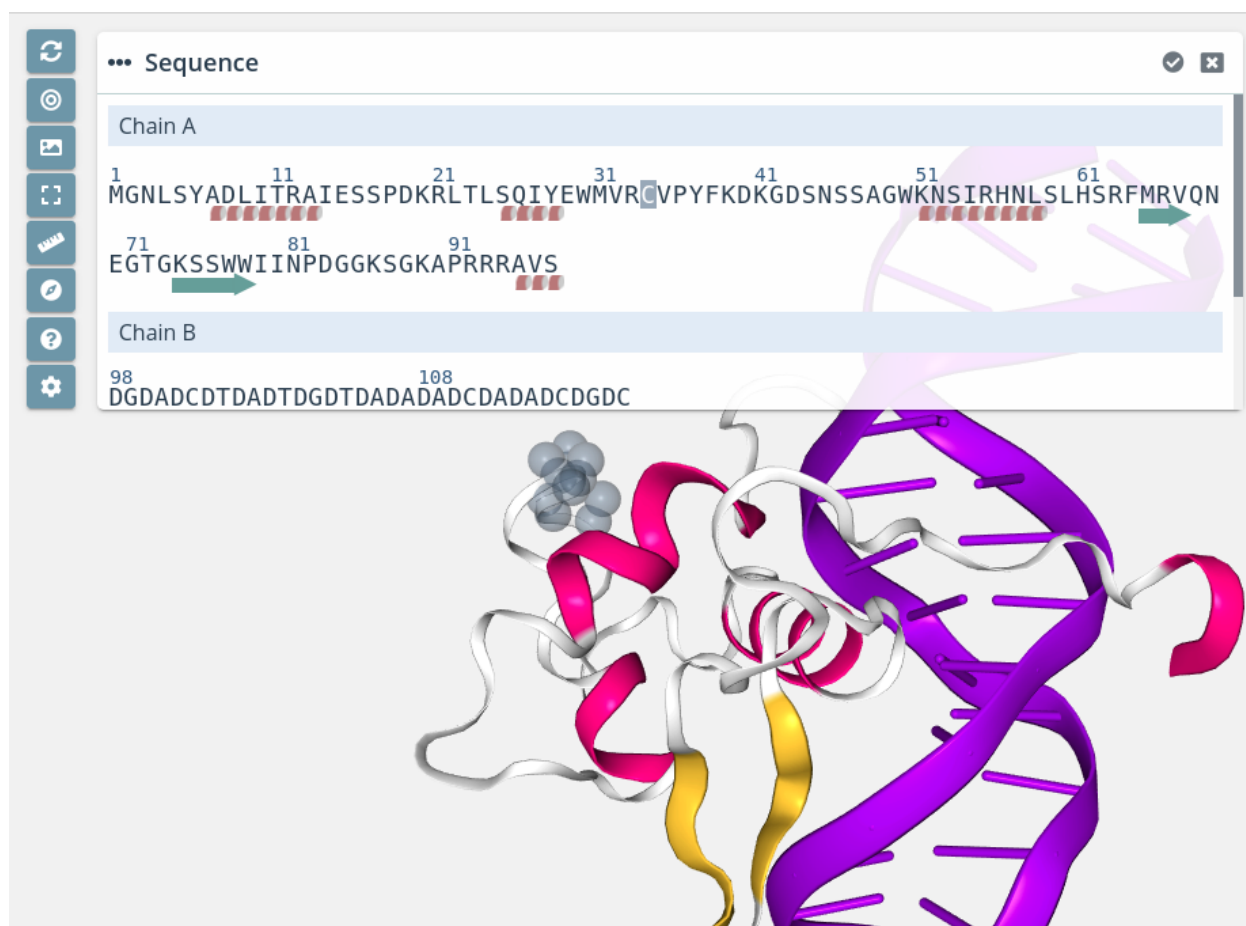 Sequence
Chain A
1 11 21 31 41 51 61
MGNLSYADLITRAIESSPDKRLTLSQIYEWMVRCVPYFKDKGDSNSSAGWKNSIRHNLSLHSRFMRVQN
71 81 91
EGTGKSSWWIINPDGGKSGKAPRRRAVS
Chain B
98 108
DGDADCDTDADTDGDTDADADADCDADADCDGDC